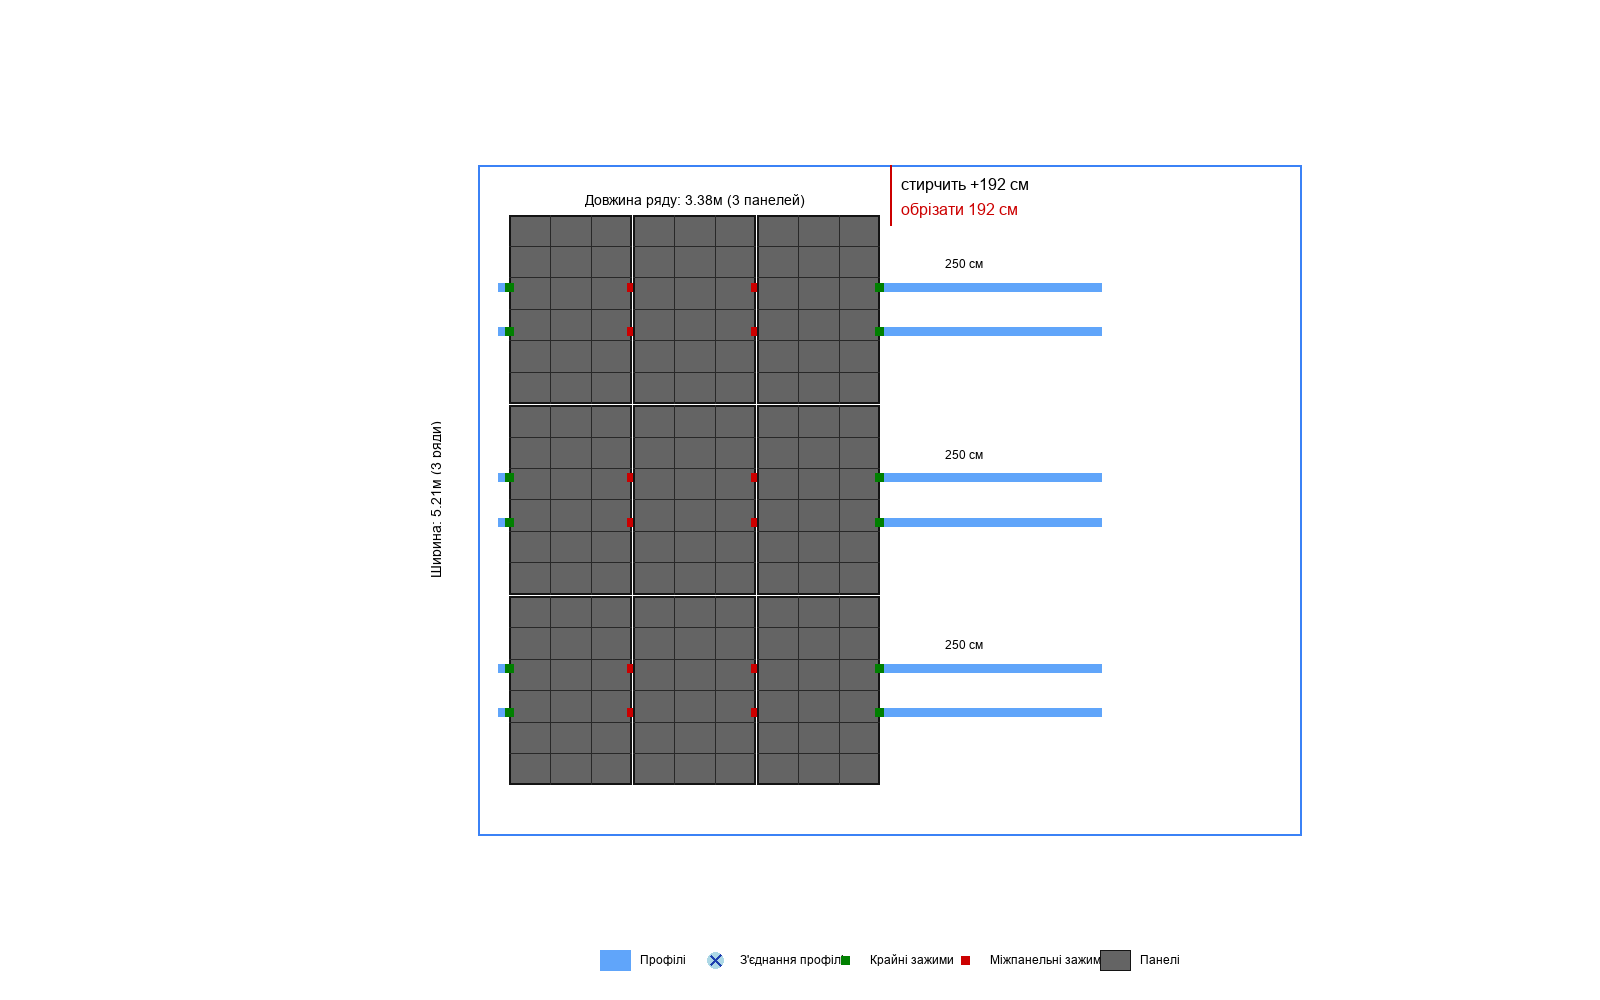 стирчить +192 см
Довжина ряду: 3.38м (3 панелей)
обрізати 192 см
250 см
Ширина: 5.21м (3 ряди)
250 см
250 см
Профілі
З'єднання профіл
Крайні зажими
Міжпанельні зажим
Панелі